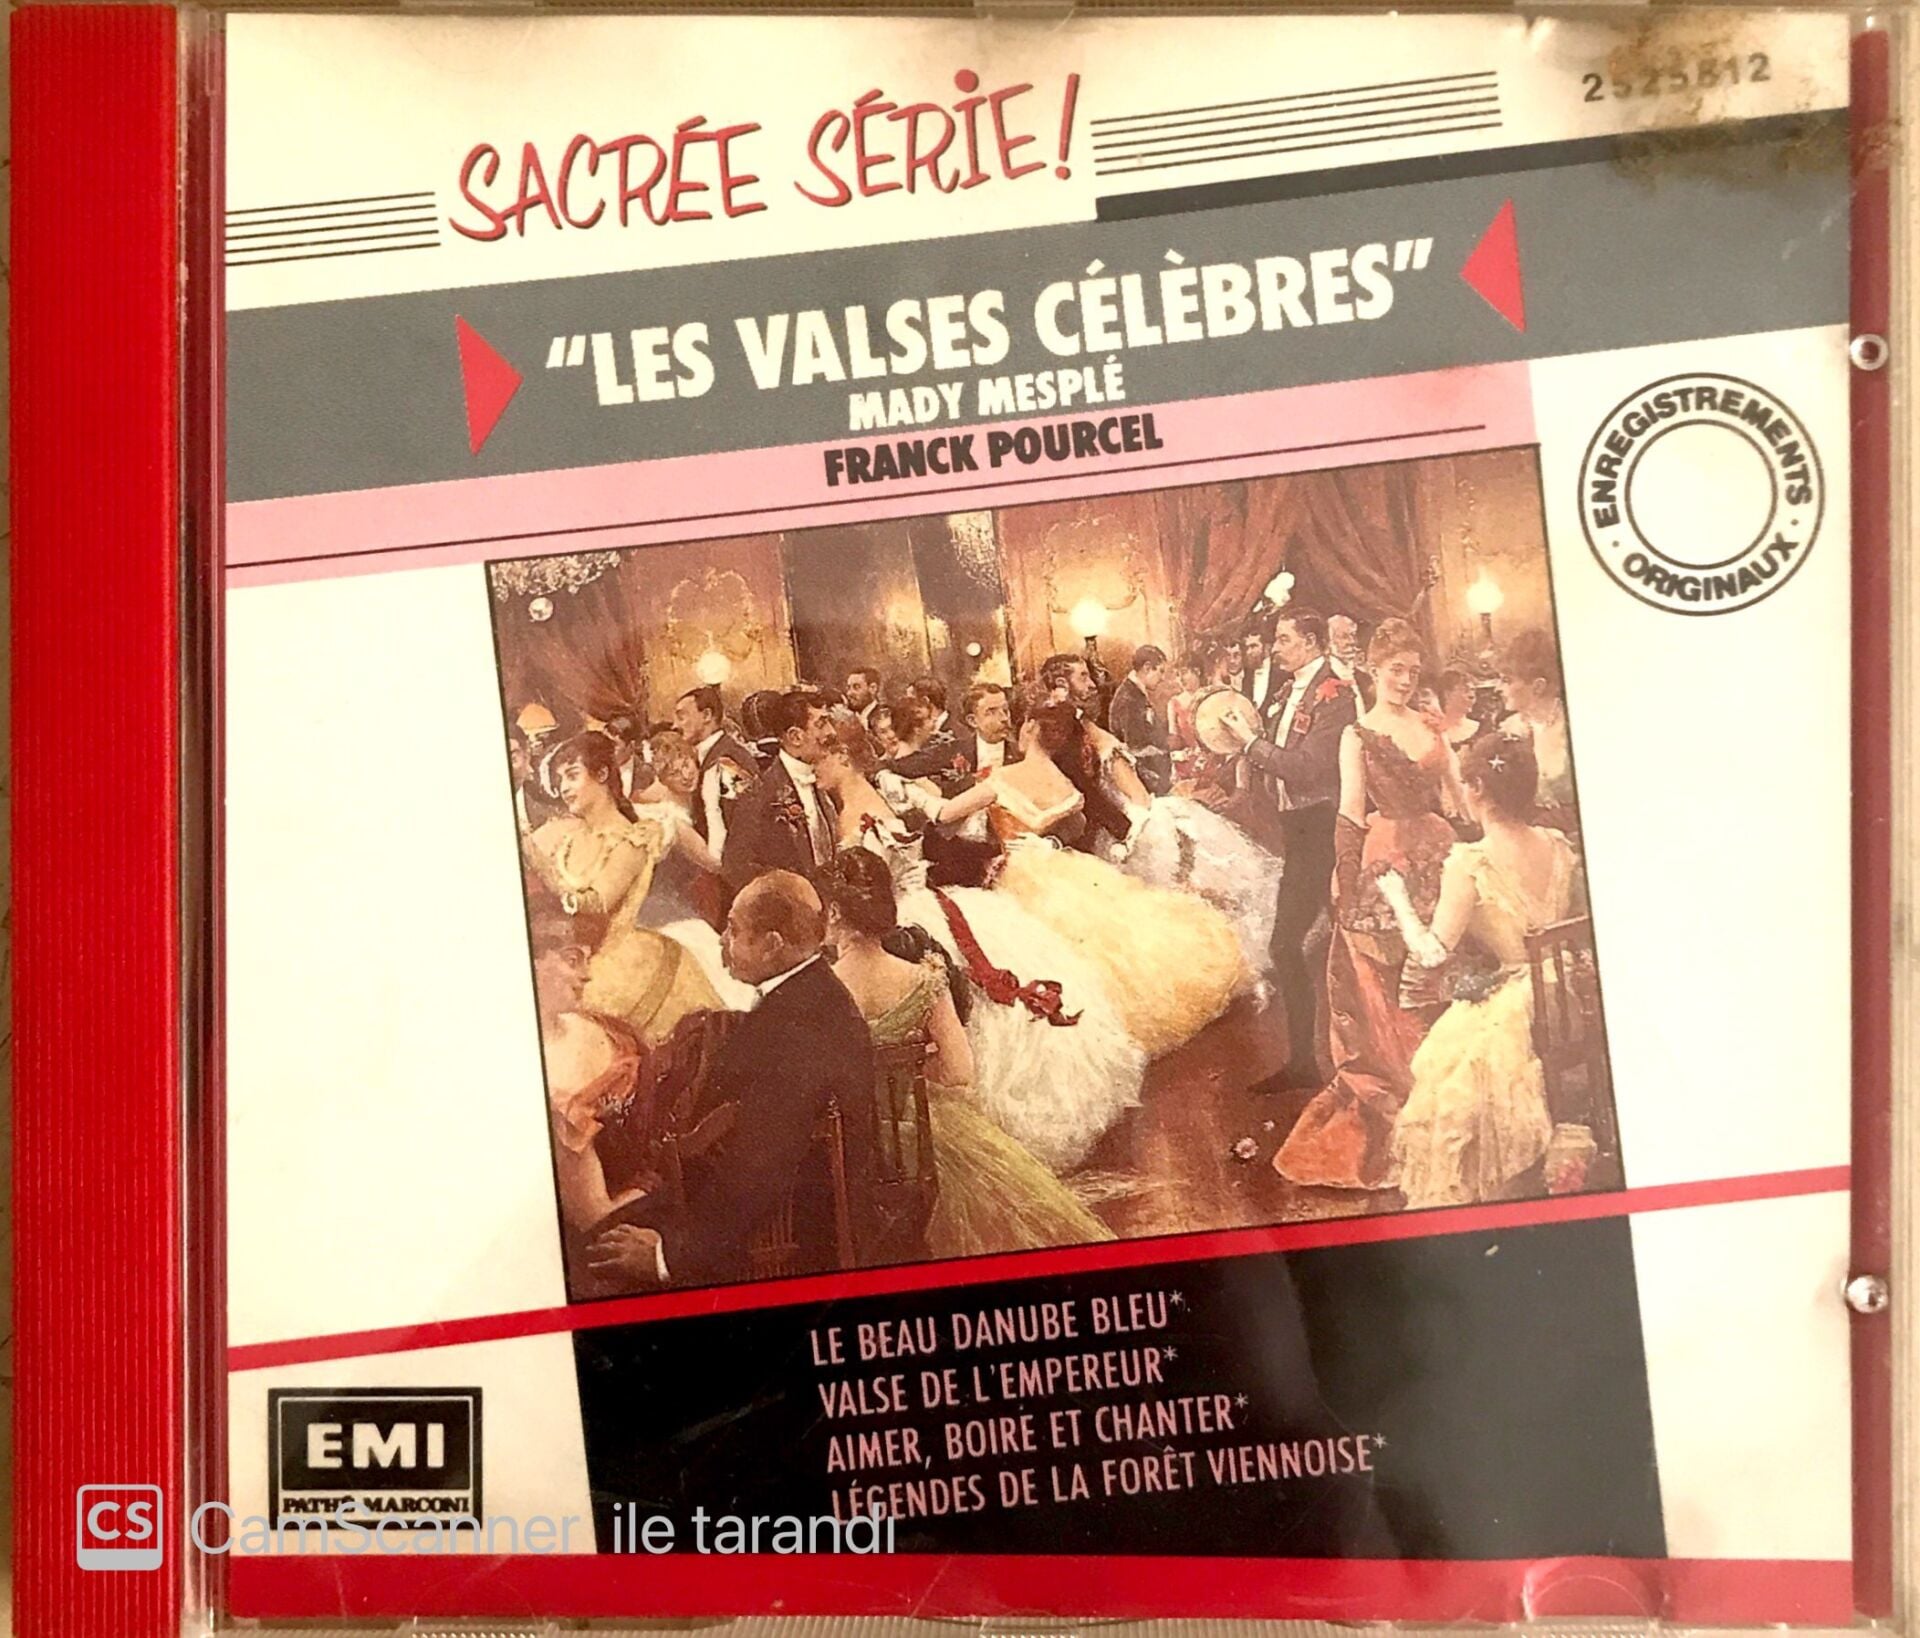 2525812
SACRÉE SÉRIE!
"LES VALSES CÉLÈBRES"
MADY MESPLÉ
FRANCK POURCEL
ENREGISTREMENTS · ORIGINAUX ·
LE BEAU DANUBE BLEU*
VALSE DE L'EMPEREUR*
AIMER, BOIRE ET CHANTER*
LÉGENDES DE LA FORÊT VIENNOISE*
EMI
PATHÉ MARCONI
CS CamScanner ile tarandı